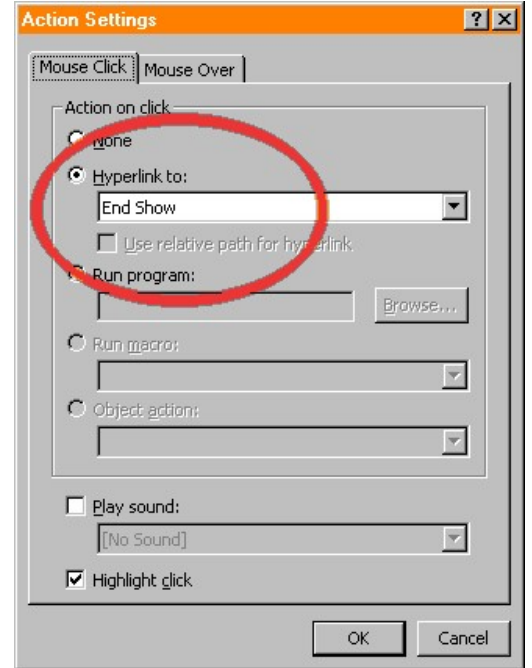 Action Settings
Mouse Click Mouse Over
Action on click
None
Hyperlink to:
End Show
Use relative path for hyperlink
Run program:
Browse...
Run macro:
Object action:
Play sound:
[No Sound]
Highlight click
OK Cancel